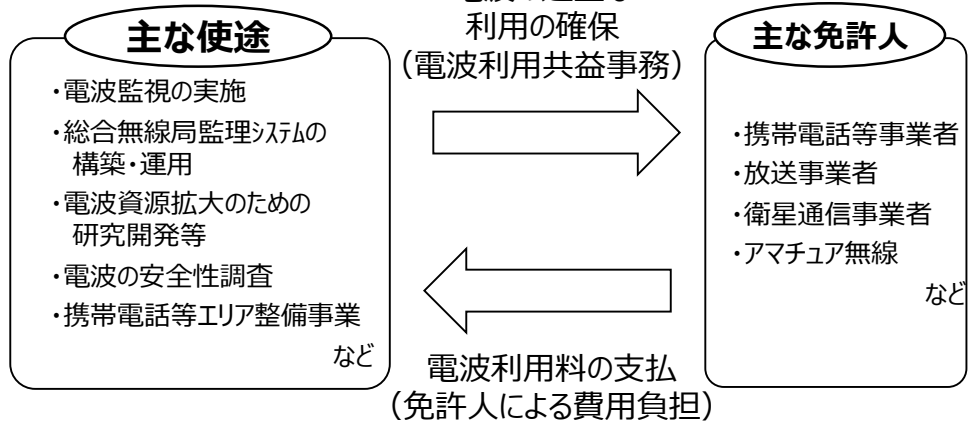 主な使途
・電波監視の実施
・総合無線局監理ｼｽﾃﾑの
構築・運用
・電波資源拡大のための
研究開発等
・電波の安全性調査
・携帯電話等ｴﾘｱ整備事業
など
利用の確保
（電波利用共益事務）
電波利用料の支払
（免許人による費用負担）
主な免許人
・携帯電話等事業者
・放送事業者
・衛星通信事業者
・ｱﾏﾁｭｱ無線
など